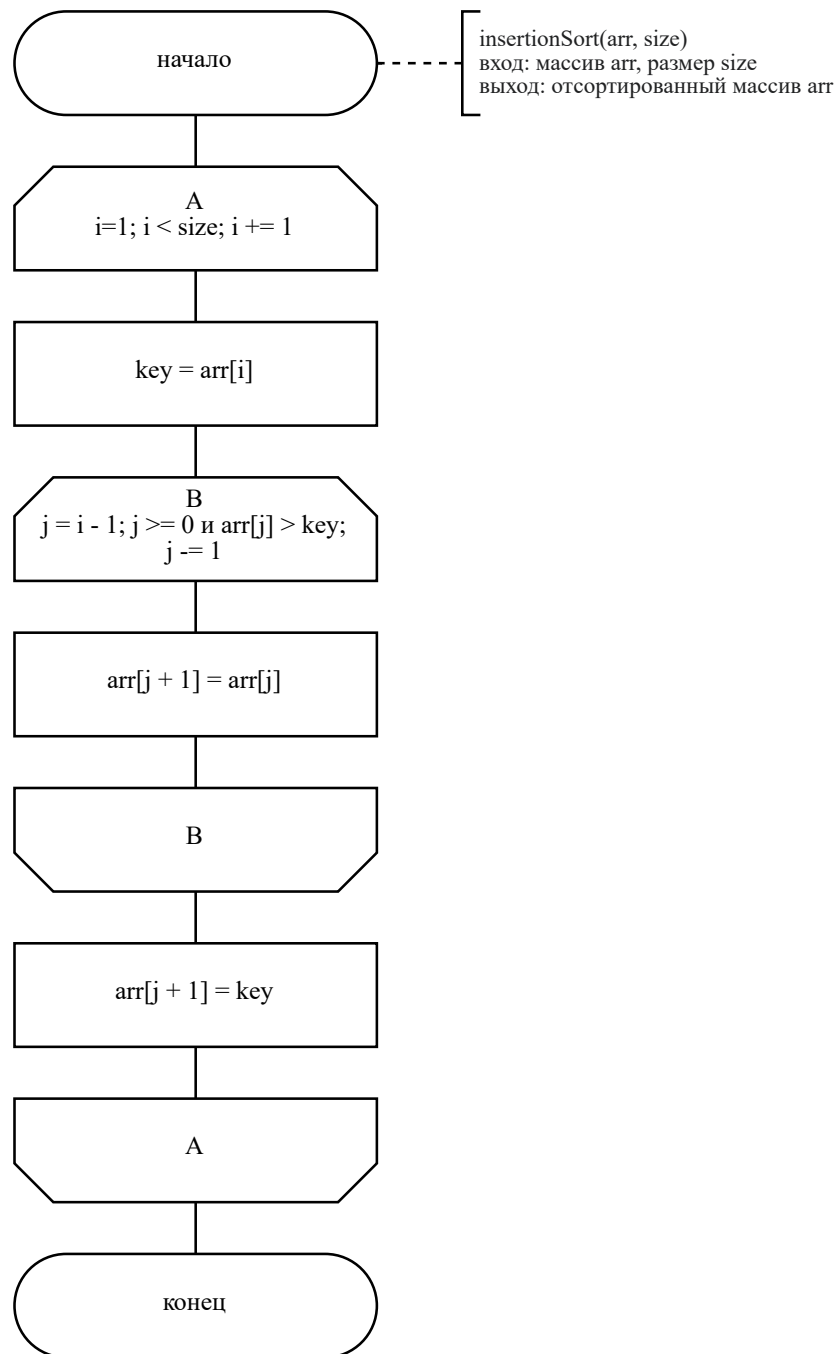 начало
insertionSort(arr, size)
вход: массив arr, размер size
выход: отсортированный массив arr
A
i=1; i < size; i += 1
key = arr[i]
B
j = i - 1; j >= 0 и arr[j] > key;
j -= 1
arr[j + 1] = arr[j]
B
arr[j + 1] = key
A
конец